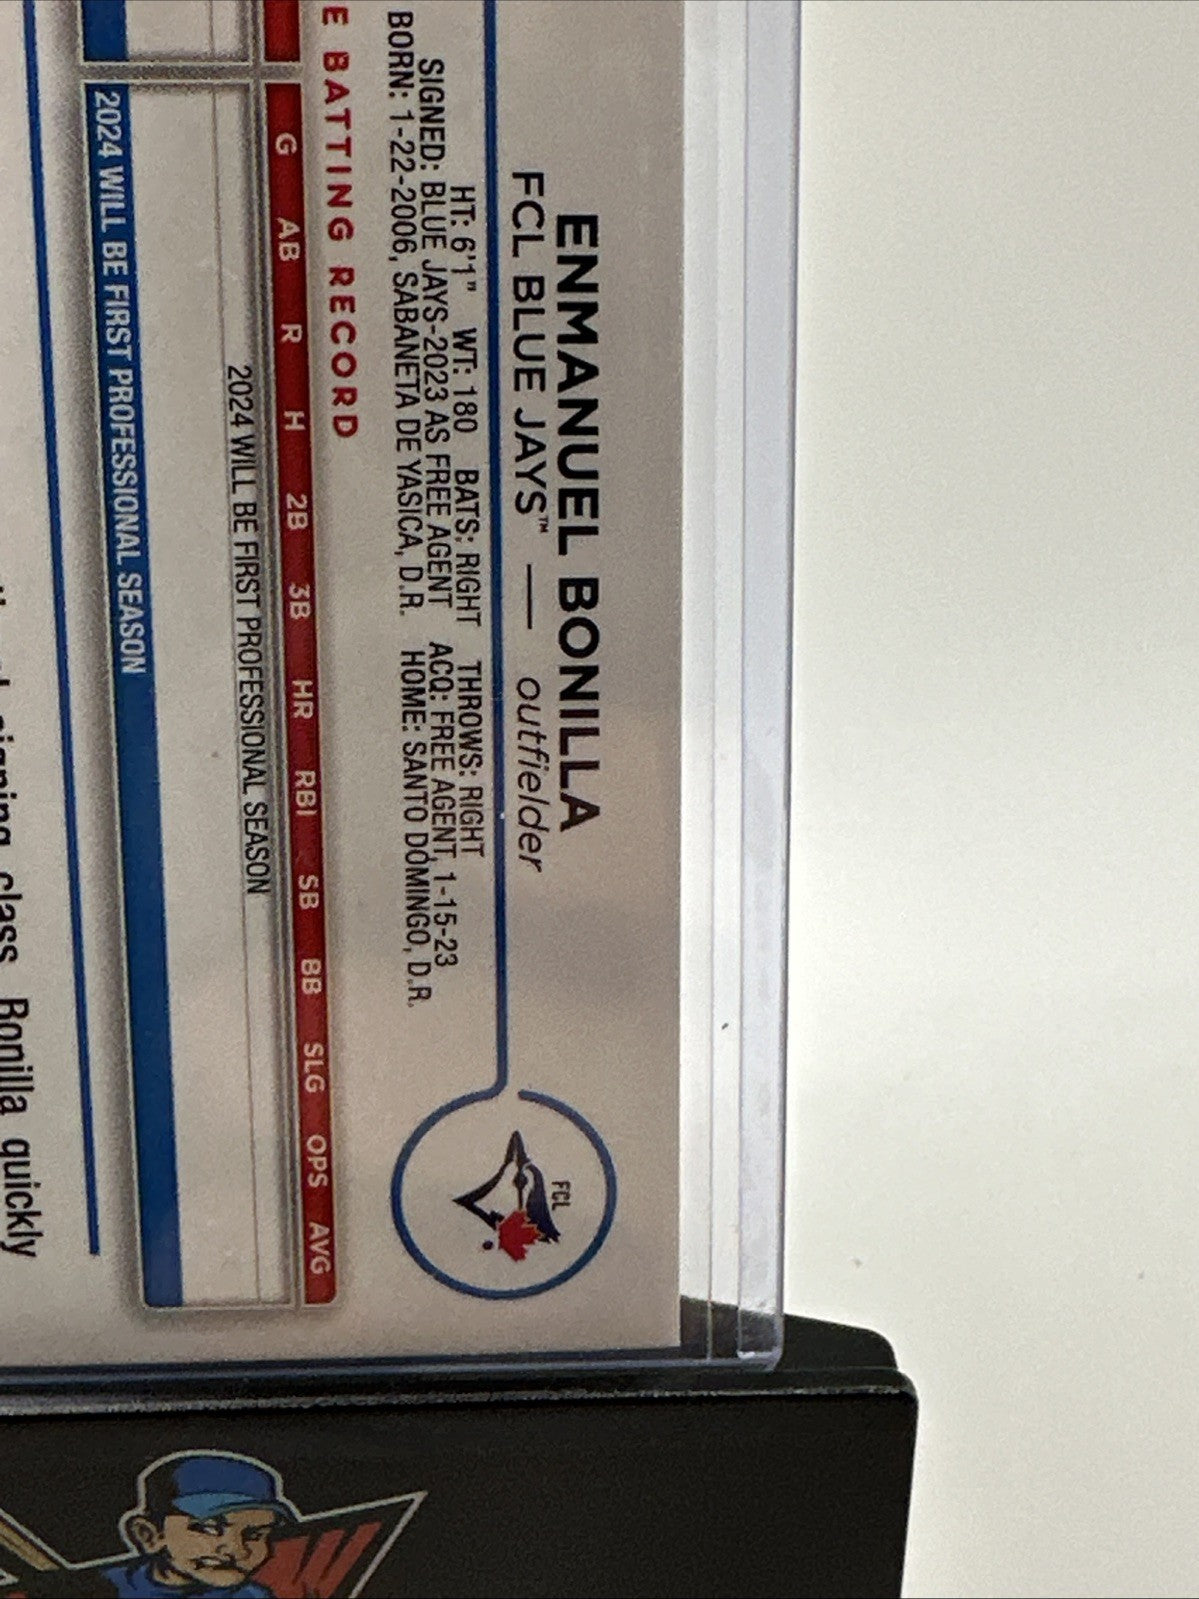 ENMANUEL BONILLA
FCL BLUE JAYS™ — outfielder
HT: 6'1" WT: 180 BATS: RIGHT THROWS: RIGHT
SIGNED: BLUE JAYS-2023 AS FREE AGENT ACQ: FREE AGENT, 1-15-23
BORN: 1-22-2006, SABANETA DE YASICA, D.R. HOME: SANTO DOMINGO, D.R.
FCL
E BATTING RECORD
G AB R H 2B 3B HR RBI SB BB SLG OPS AVG
2024 WILL BE FIRST PROFESSIONAL SEASON
2024 WILL BE FIRST PROFESSIONAL SEASON
signing class, Bonilla quickly